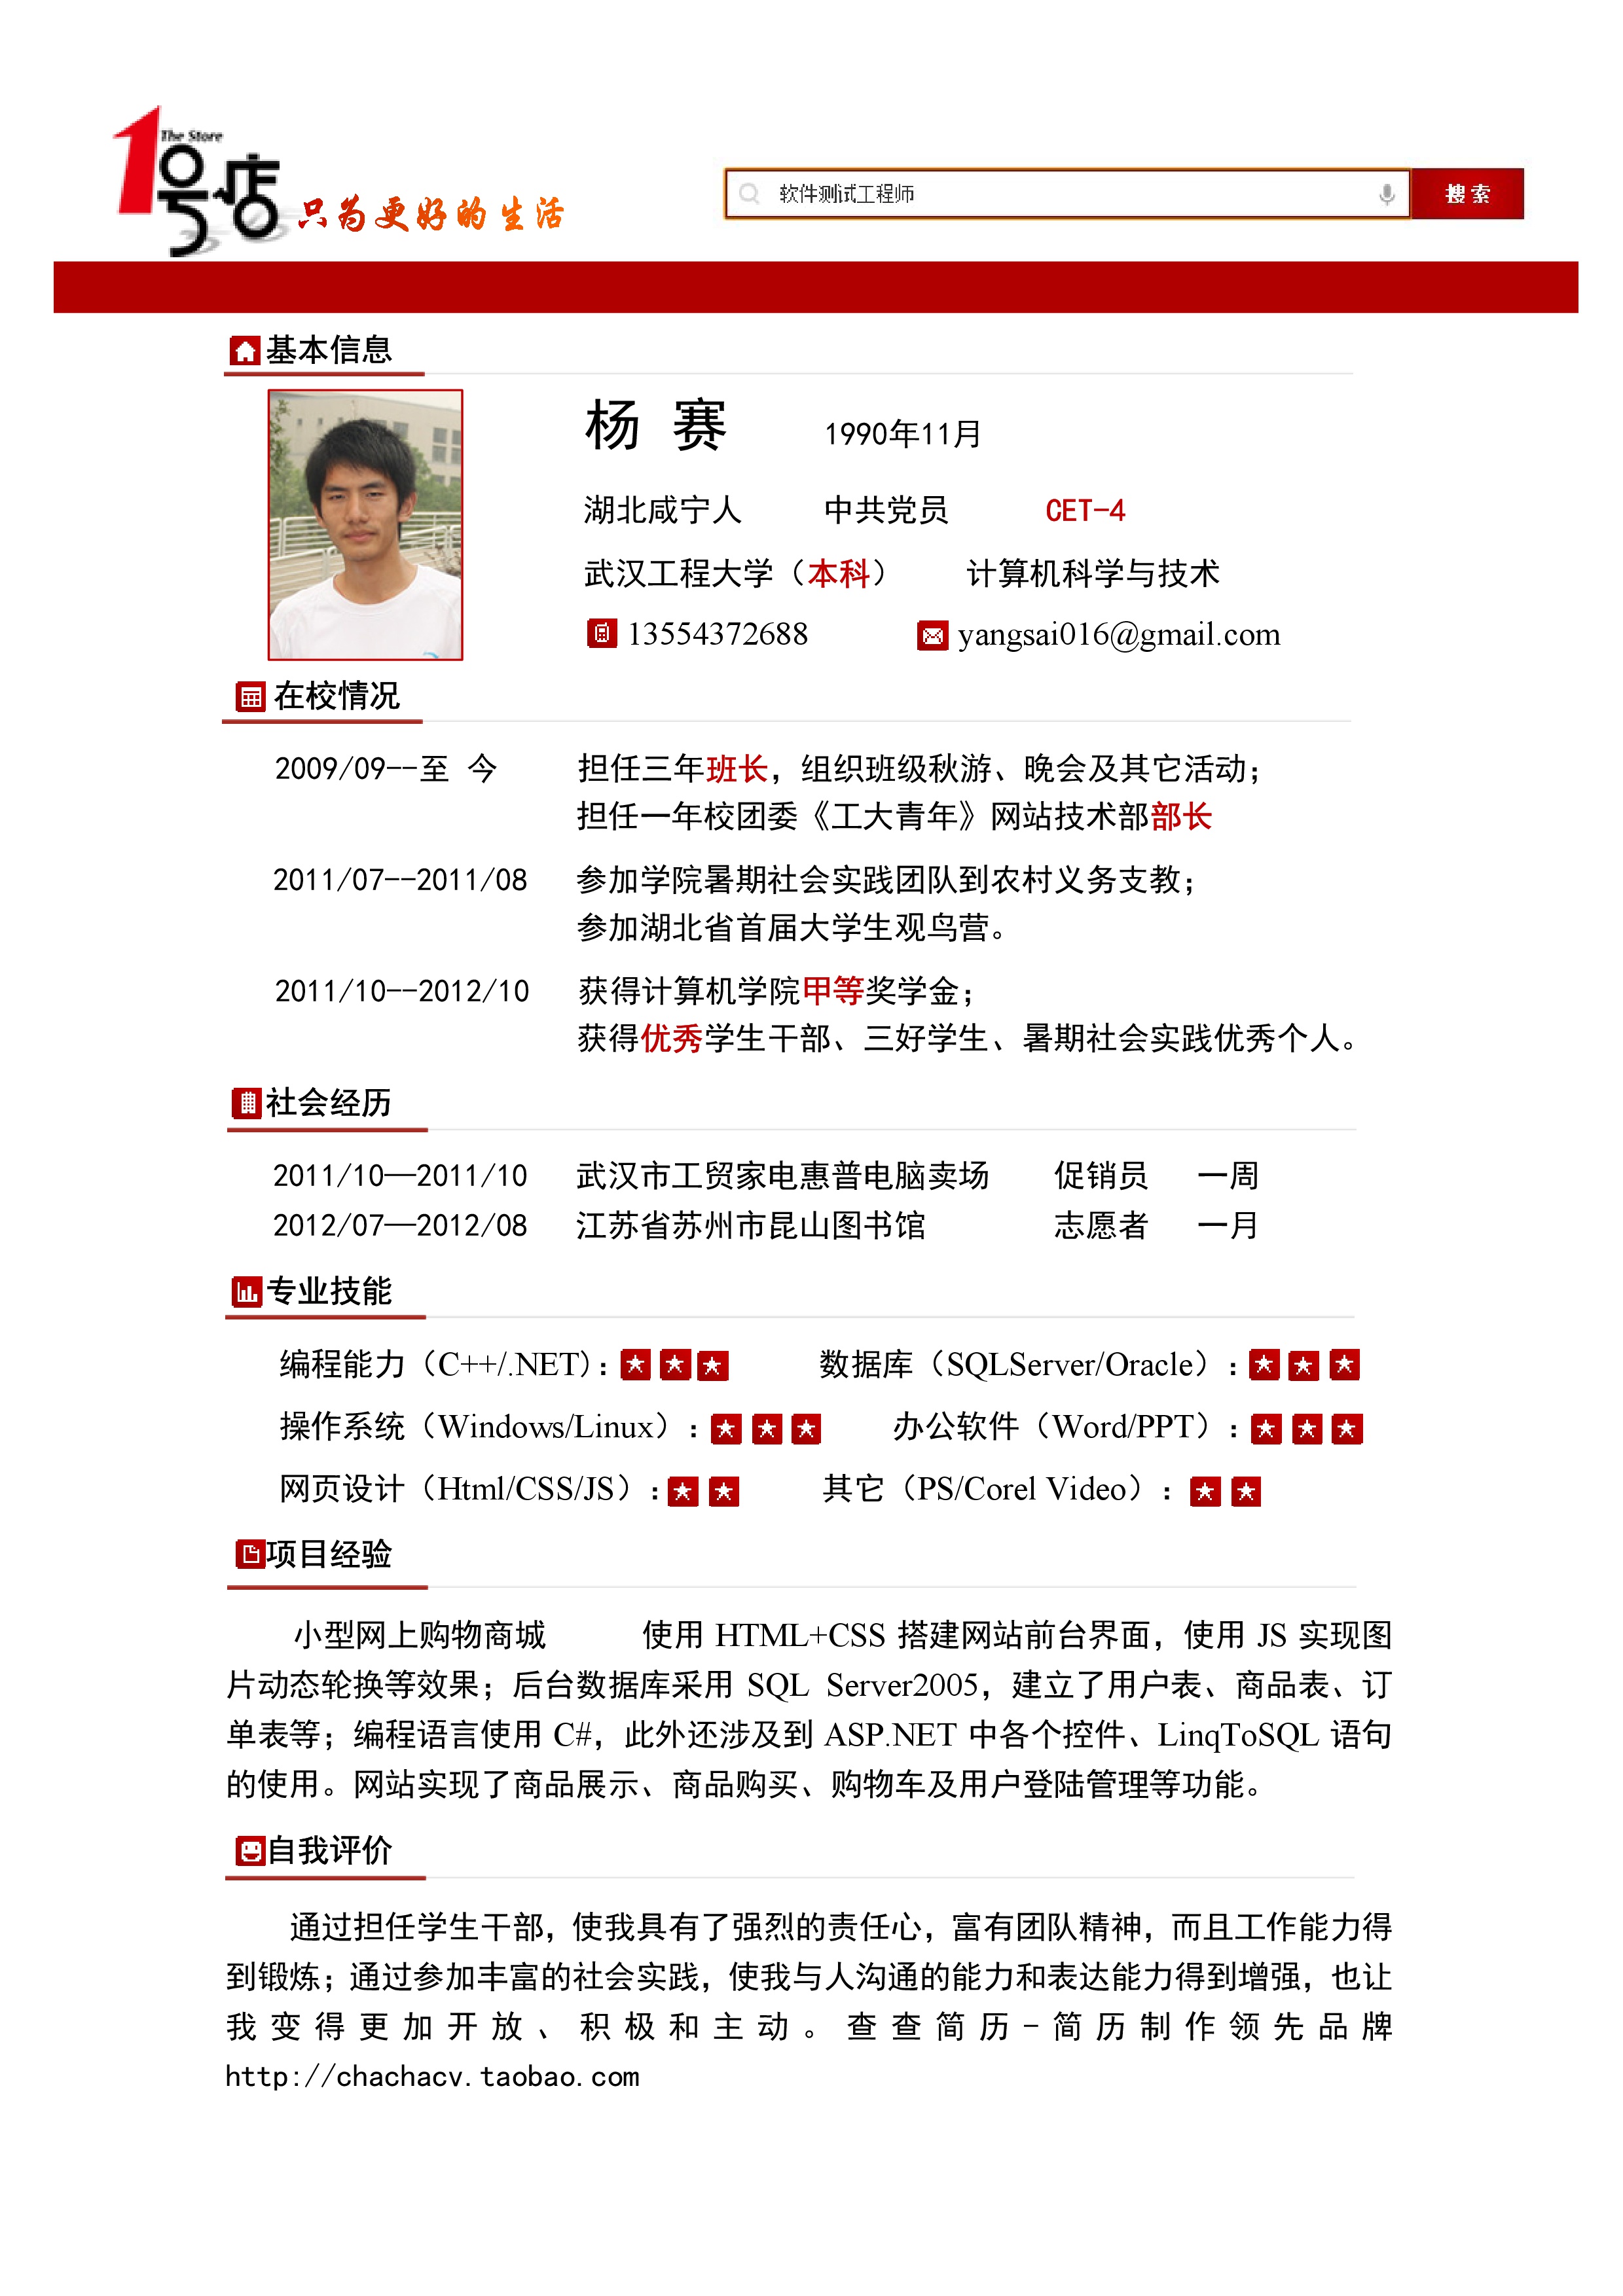 The Store
1号店 只为更好的生活
软件测试工程师 搜索
基本信息
杨 赛 1990年11月
湖北咸宁人 中共党员 CET-4
武汉工程大学（本科） 计算机科学与技术
13554372688 yangsai016@gmail.com
在校情况
2009/09--至 今 担任三年班长，组织班级秋游、晚会及其它活动；
担任一年校团委《工大青年》网站技术部部长
2011/07--2011/08 参加学院暑期社会实践团队到农村义务支教；
参加湖北省首届大学生观鸟营。
2011/10--2012/10 获得计算机学院甲等奖学金；
获得优秀学生干部、三好学生、暑期社会实践优秀个人。
社会经历
2011/10—2011/10 武汉市工贸家电惠普电脑卖场 促销员 一周
2012/07—2012/08 江苏省苏州市昆山图书馆 志愿者 一月
专业技能
编程能力（C++/.NET）： 数据库（SQLServer/Oracle）：
操作系统（Windows/Linux）： 办公软件（Word/PPT）：
网页设计（Html/CSS/JS）： 其它（PS/Corel Video）：
项目经验
小型网上购物商城 使用 HTML+CSS 搭建网站前台界面，使用 JS 实现图
片动态轮换等效果；后台数据库采用 SQL Server2005，建立了用户表、商品表、订
单表等；编程语言使用 C#，此外还涉及到 ASP.NET 中各个控件、LinqToSQL 语句
的使用。网站实现了商品展示、商品购买、购物车及用户登陆管理等功能。
自我评价
通过担任学生干部，使我具有了强烈的责任心，富有团队精神，而且工作能力得
到锻炼；通过参加丰富的社会实践，使我与人沟通的能力和表达能力得到增强，也让
我变得更加开放、积极和主动。查查简历-简历制作领先品牌
http://chachacv.taobao.com